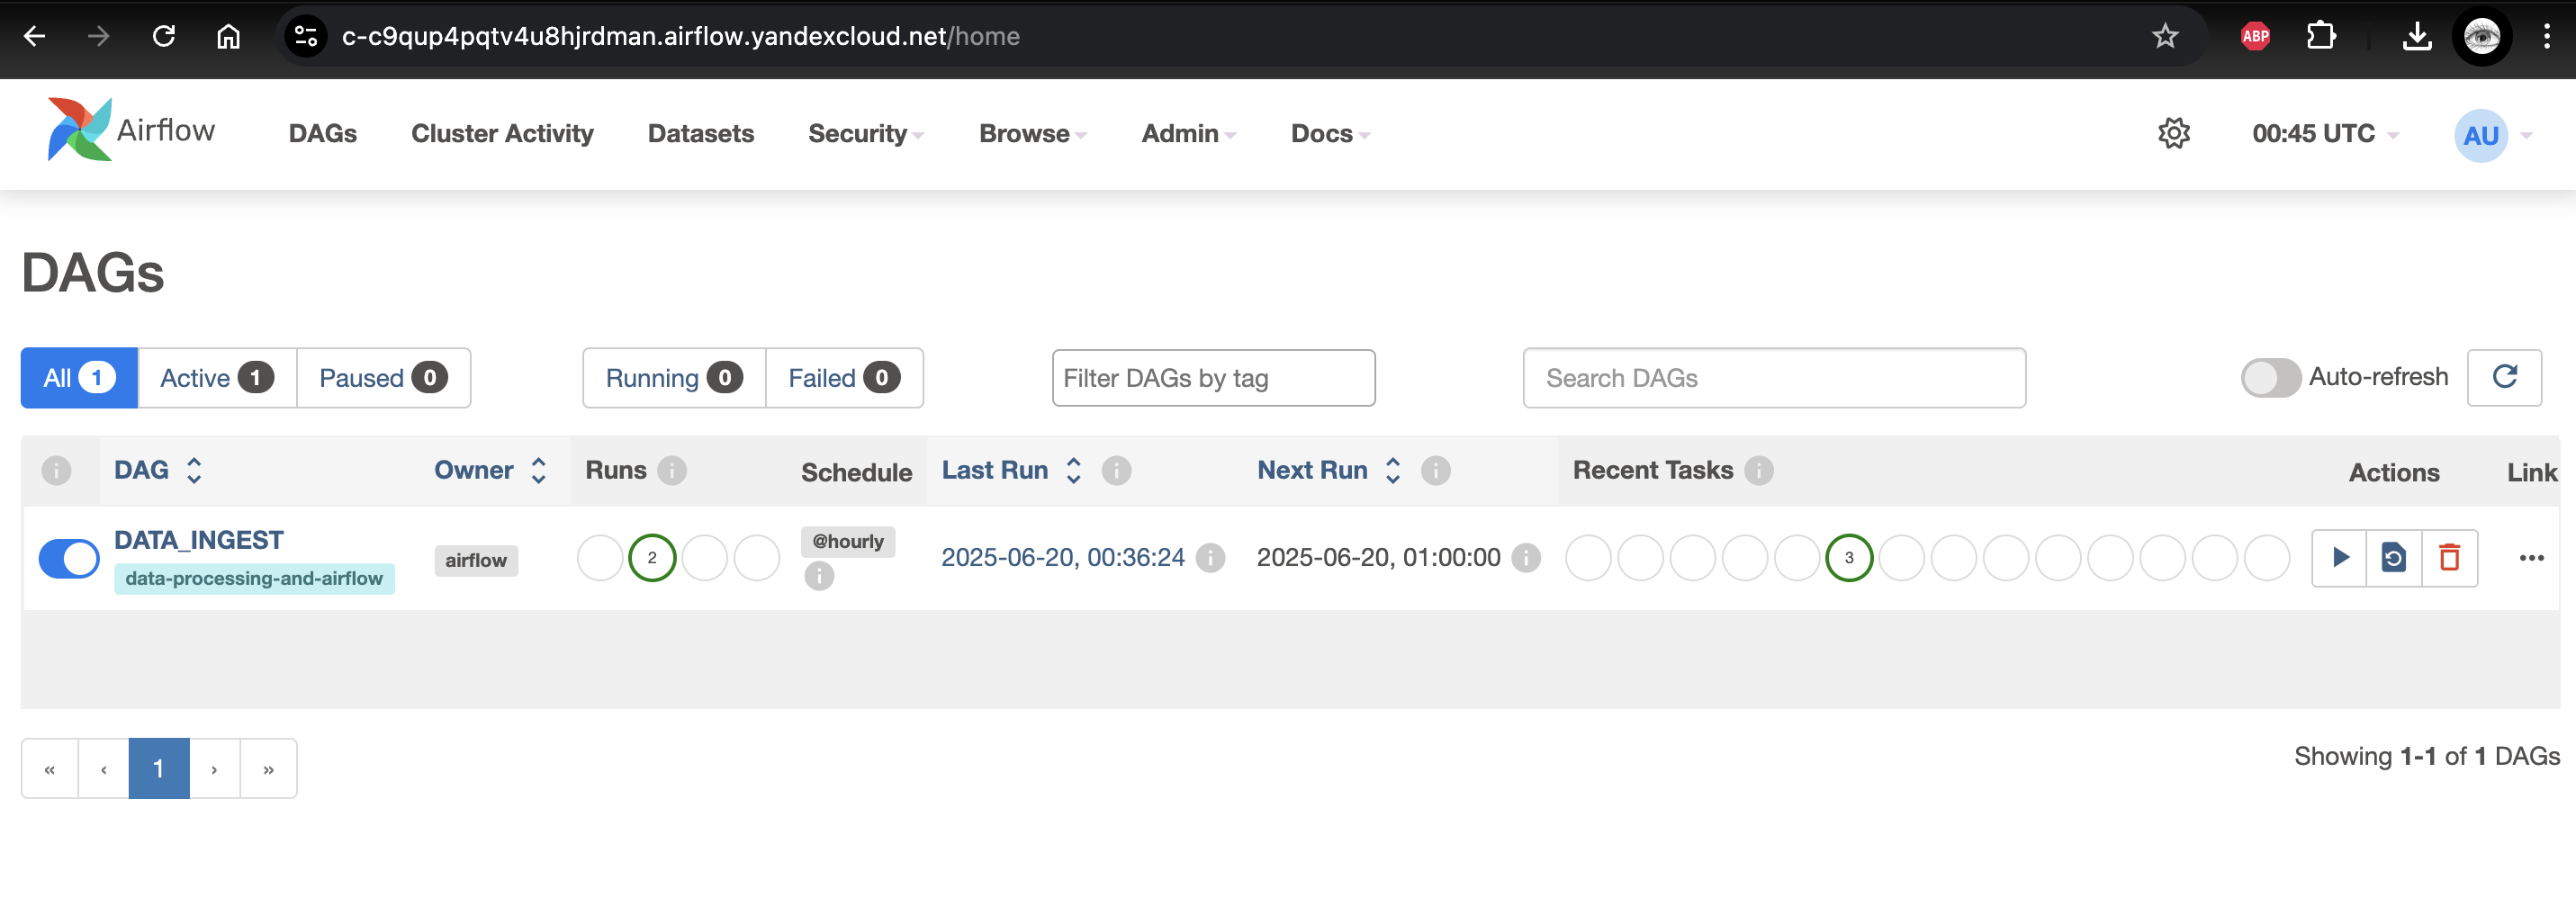 c-c9qup4pqtv4u8hjrdman.airflow.yandexcloud.net/home
ABP
Airflow DAGs Cluster Activity Datasets Security Browse Admin Docs 00:45 UTC AU
DAGs
All 1 Active 1 Paused 0 Running 0 Failed 0 Filter DAGs by tag Search DAGs Auto-refresh
i DAG Owner Runs i Schedule Last Run i Next Run i Recent Tasks i Actions Link
DATA_INGEST airflow 2 @hourly i 2025-06-20, 00:36:24 i 2025-06-20, 01:00:00 i 3 •••
data-processing-and-airflow
« ‹ 1 › »
Showing 1-1 of 1 DAGs